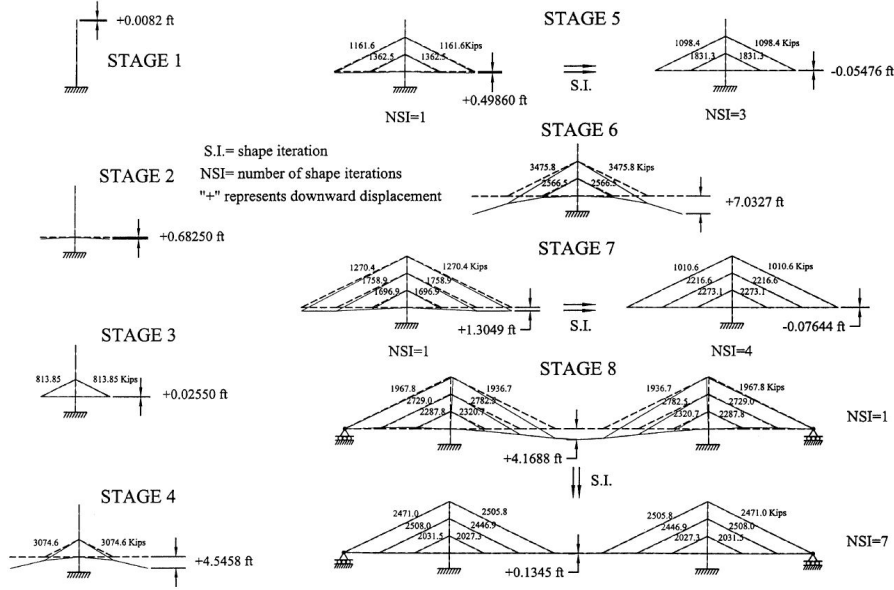 STAGE 1
+0.0082 ft
STAGE 2
+0.68250 ft
STAGE 3
813.85
813.85 Kips
+0.02550 ft
STAGE 4
3074.6
3074.6 Kips
+4.5458 ft
S.I.= shape iteration
NSI= number of shape iterations
"+" represents downward displacement
STAGE 5
1161.6
1161.6Kips
1362.5
1362.5
+0.49860 ft
NSI=1
S.I.
1098.4
1098.4 Kips
1831.3
1831.3
-0.05476 ft
NSI=3
STAGE 6
3475.8
3475.8 Kips
2566.5
2566.5
+7.0327 ft
STAGE 7
1270.4
1270.4 Kips
1758.9
1758.9
1696.9
1696.9
+1.3049 ft
NSI=1
S.I.
1010.6
1010.6 Kips
2216.6
2216.6
2273.1
2273.1
-0.07644 ft
NSI=4
STAGE 8
1967.8
1936.7
1936.7
1967.8 Kips
2729.0
2782.5
2782.5
2729.0
2287.8
2320.7
2320.7
2287.8
NSI=1
+4.1688 ft
S.I.
2471.0
2505.8
2505.8
2471.0 Kips
2508.0
2446.9
2446.9
2508.0
2031.5
2027.3
2027.3
2031.5
NSI=7
+0.1345 ft